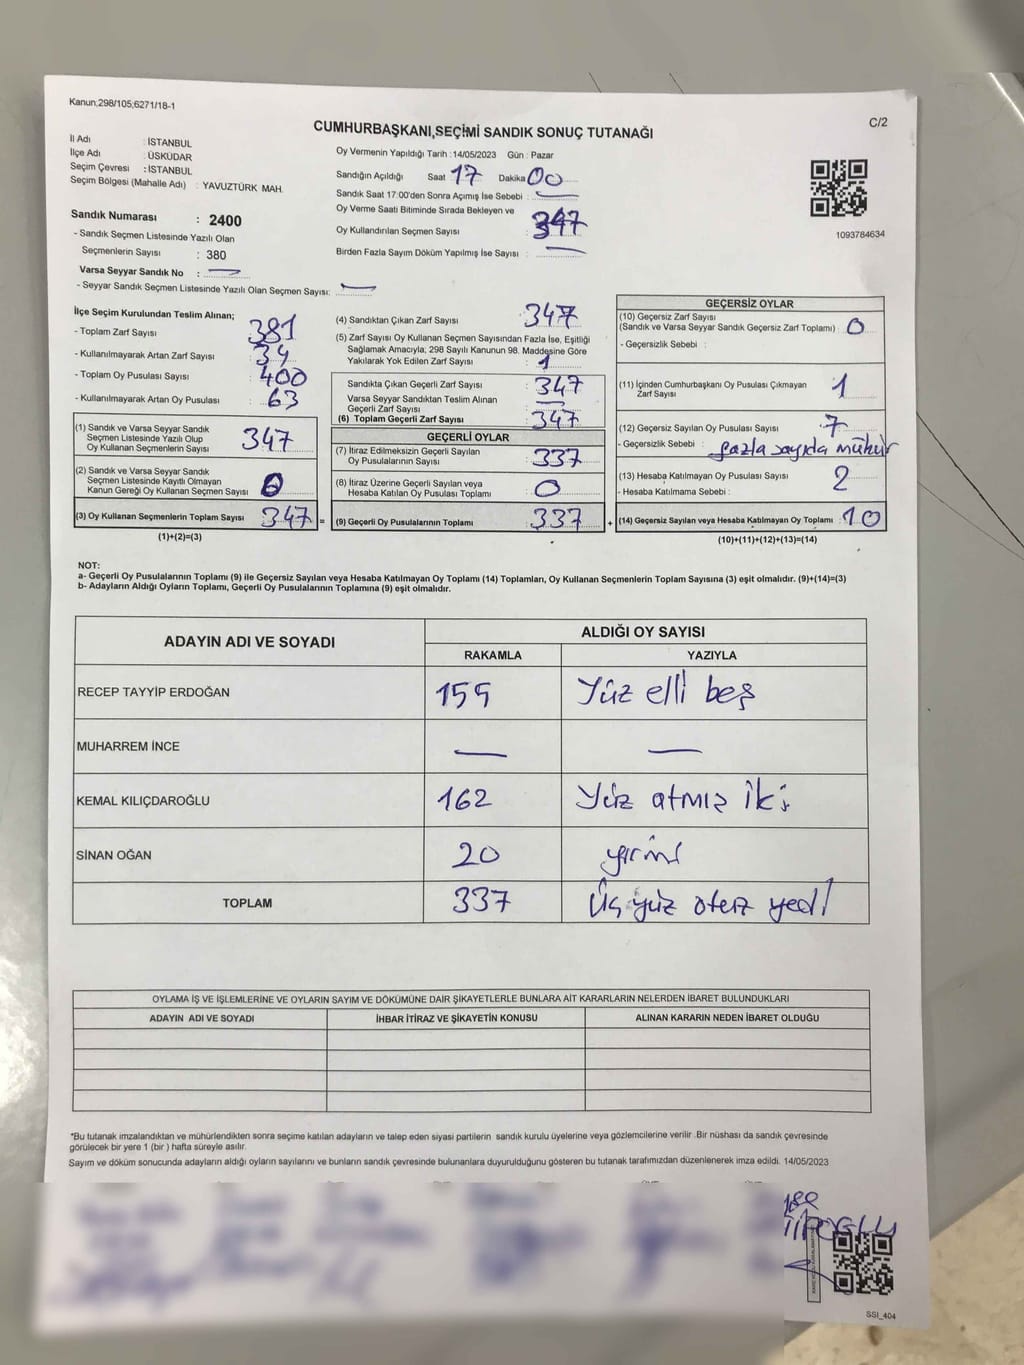 Kanun;298/105;6271/18-1
C/2
CUMHURBAŞKANI SEÇİMİ SANDIK SONUÇ TUTANAĞI
İl Adı : İSTANBUL
İlçe Adı : ÜSKÜDAR
Seçim Çevresi : İSTANBUL
Seçim Bölgesi (Mahalle Adı) : YAVUZTÜRK MAH.
Sandık Numarası : 2400
- Sandık Seçmen Listesinde Yazılı Olan
Seçmenlerin Sayısı : 380
Varsa Seyyar Sandık No : —
- Seyyar Sandık Seçmen Listesinde Yazılı Olan Seçmen Sayısı: —
Oy Vermenin Yapıldığı Tarih : 14/05/2023 Gün : Pazar
Sandığın Açıldığı Saat 17 Dakika 00
Sandık Saat 17:00'den Sonra Açımış İse Sebebi : —
Oy Verme Saati Bitiminde Sırada Bekleyen ve
Oy Kullandırılan Seçmen Sayısı : 347
Birden Fazla Sayım Döküm Yapılmış İse Sayısı : —
1093784634
İlçe Seçim Kurulundan Teslim Alınan;
- Toplam Zarf Sayısı : 381
- Kullanılmayarak Artan Zarf Sayısı : 34
- Toplam Oy Pusulası Sayısı : 400
- Kullanılmayarak Artan Oy Pusulası : 63
(1) Sandık ve Varsa Seyyar Sandık
Seçmen Listesinde Yazılı Olup
Oy Kullanan Seçmenlerin Sayısı 347
(2) Sandık ve Varsa Seyyar Sandık
Seçmen Listesinde Kayıtlı Olmayan
Kanun Gereği Oy Kullanan Seçmen Sayısı 0
(3) Oy Kullanan Seçmenlerin Toplam Sayısı 347 =
(1)+(2)=(3)
(4) Sandıktan Çıkan Zarf Sayısı 347
(5) Zarf Sayısı Oy Kullanan Seçmen Sayısından Fazla İse, Eşitliği
Sağlamak Amacıyla, 298 Sayılı Kanunun 98. Maddesine Göre
Yakılarak Yok Edilen Zarf Sayısı : 1
Sandıkta Çıkan Geçerli Zarf Sayısı 347
Varsa Seyyar Sandıktan Teslim Alınan
Geçerli Zarf Sayısı —
(6) Toplam Geçerli Zarf Sayısı 347
GEÇERLİ OYLAR
(7) İtiraz Edilmeksizin Geçerli Sayılan
Oy Pusulalarının Sayısı 337
(8) İtiraz Üzerine Geçerli Sayılan veya
Hesaba Katılan Oy Pusulası Toplamı 0
(9) Geçerli Oy Pusulalarının Toplamı 337 +
GEÇERSİZ OYLAR
(10) Geçersiz Zarf Sayısı
(Sandık ve Varsa Seyyar Sandık Geçersiz Zarf Toplamı) : 0
- Geçersizlik Sebebi :
(11) İçinden Cumhurbaşkanı Oy Pusulası Çıkmayan
Zarf Sayısı 1
(12) Geçersiz Sayılan Oy Pusulası Sayısı 7
- Geçersizlik Sebebi : fazla sayıda mühür
(13) Hesaba Katılmayan Oy Pusulası Sayısı 2
- Hesaba Katılmama Sebebi :
(14) Geçersiz Sayılan veya Hesaba Katılmayan Oy Toplamı : 10
(10)+(11)+(12)+(13)=(14)
NOT:
a- Geçerli Oy Pusulalarının Toplamı (9) ile Geçersiz Sayılan veya Hesaba Katılmayan Oy Toplamı (14) Toplamları, Oy Kullanan Seçmenlerin Toplam Sayısına (3) eşit olmalıdır. (9)+(14)=(3)
b- Adayların Aldığı Oyların Toplamı, Geçerli Oy Pusulalarının Toplamına (9) eşit olmalıdır.
ADAYIN ADI VE SOYADI ALDIĞI OY SAYISI
RAKAMLA YAZIYLA
RECEP TAYYİP ERDOĞAN 155 Yüz elli beş
MUHARREM İNCE — —
KEMAL KILIÇDAROĞLU 162 Yüz atmız iki
SİNAN OĞAN 20 yirmi
TOPLAM 337 Üç yüz otuz yedi
OYLAMA İŞ VE İŞLEMLERİNE VE OYLARIN SAYIM VE DÖKÜMÜNE DAİR ŞİKAYETLERLE BUNLARA AİT KARARLARIN NELERDEN İBARET BULUNDUKLARI
ADAYIN ADI VE SOYADI İHBAR İTİRAZ VE ŞİKAYETİN KONUSU ALINAN KARARIN NEDEN İBARET OLDUĞU
*Bu tutanak imzalandıktan ve mühürlendikten sonra seçime katılan adayların ve talep eden siyasi partilerin sandık kurulu üyelerine veya gözlemcilerine verilir .Bir nüshası da sandık çevresinde
görülecek bir yere 1 (bir ) hafta süreyle asılır.
Sayım ve döküm sonucunda adayların aldığı oyların sayılarını ve bunların sandık çevresinde bulunanlara duyurulduğunu gösteren bu tutanak tarafımızdan düzenlenerek imza edildi. 14/05/2023
SSI_404